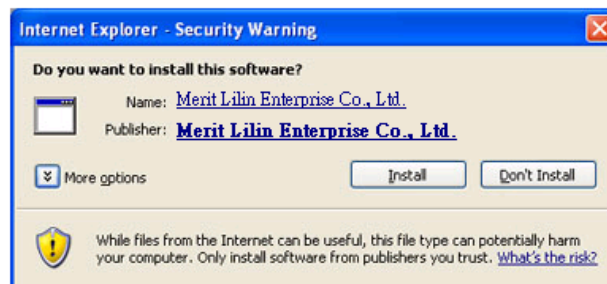 Internet Explorer - Security Warning
Do you want to install this software?
Name: Merit Lilin Enterprise Co., Ltd.
Publisher: Merit Lilin Enterprise Co., Ltd.
More options
Install
Don't Install
While files from the Internet can be useful, this file type can potentially harm
your computer. Only install software from publishers you trust. What's the risk?